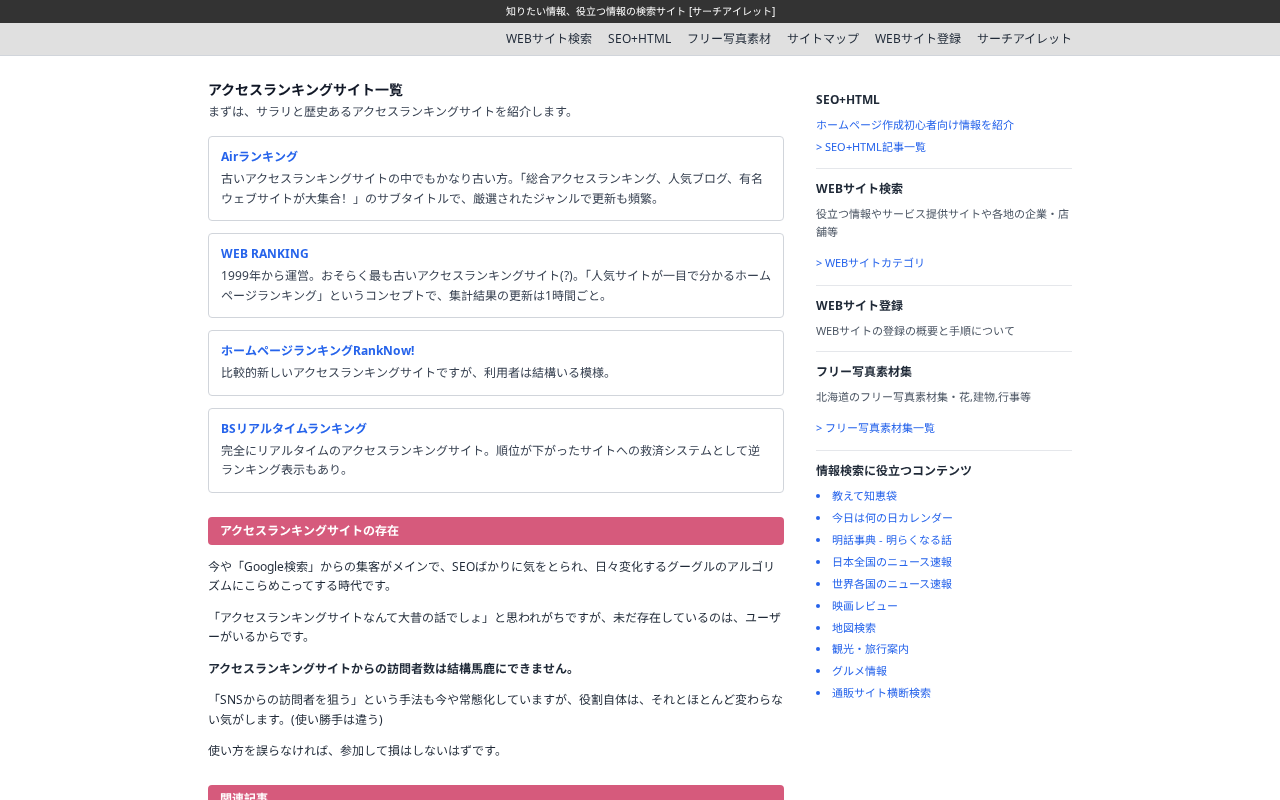 知りたい情報、役立つ情報の検索サイト [サーチアイレット]
WEBサイト検索 SEO+HTML フリー写真素材 サイトマップ WEBサイト登録 サーチアイレット
アクセスランキングサイト一覧
まずは、サラリと歴史あるアクセスランキングサイトを紹介します。
Airランキング
古いアクセスランキングサイトの中でもかなり古い方。「総合アクセスランキング、人気ブログ、有名
ウェブサイトが大集合！」のサブタイトルで、厳選されたジャンルで更新も頻繁。
WEB RANKING
1999年から運営。おそらく最も古いアクセスランキングサイト(?)。「人気サイトが一目で分かるホーム
ページランキング」というコンセプトで、集計結果の更新は1時間ごと。
ホームページランキングRankNow!
比較的新しいアクセスランキングサイトですが、利用者は結構いる模様。
BSリアルタイムランキング
完全にリアルタイムのアクセスランキングサイト。順位が下がったサイトへの救済システムとして逆
ランキング表示もあり。
アクセスランキングサイトの存在
今や「Google検索」からの集客がメインで、SEOばかりに気をとられ、日々変化するグーグルのアルゴリ
ズムにこらめこってする時代です。
「アクセスランキングサイトなんて大昔の話でしょ」と思われがちですが、未だ存在しているのは、ユーザ
ーがいるからです。
アクセスランキングサイトからの訪問者数は結構馬鹿にできません。
「SNSからの訪問者を狙う」という手法も今や常態化していますが、役割自体は、それとほとんど変わらな
い気がします。(使い勝手は違う)
使い方を誤らなければ、参加して損はしないはずです。
関連記事
SEO+HTML
ホームページ作成初心者向け情報を紹介
> SEO+HTML記事一覧
WEBサイト検索
役立つ情報やサービス提供サイトや各地の企業・店
舗等
> WEBサイトカテゴリ
WEBサイト登録
WEBサイトの登録の概要と手順について
フリー写真素材集
北海道のフリー写真素材集・花,建物,行事等
> フリー写真素材集一覧
情報検索に役立つコンテンツ
• 教えて知恵袋
• 今日は何の日カレンダー
• 明話事典 - 明らくなる話
• 日本全国のニュース速報
• 世界各国のニュース速報
• 映画レビュー
• 地図検索
• 観光・旅行案内
• グルメ情報
• 通販サイト横断検索